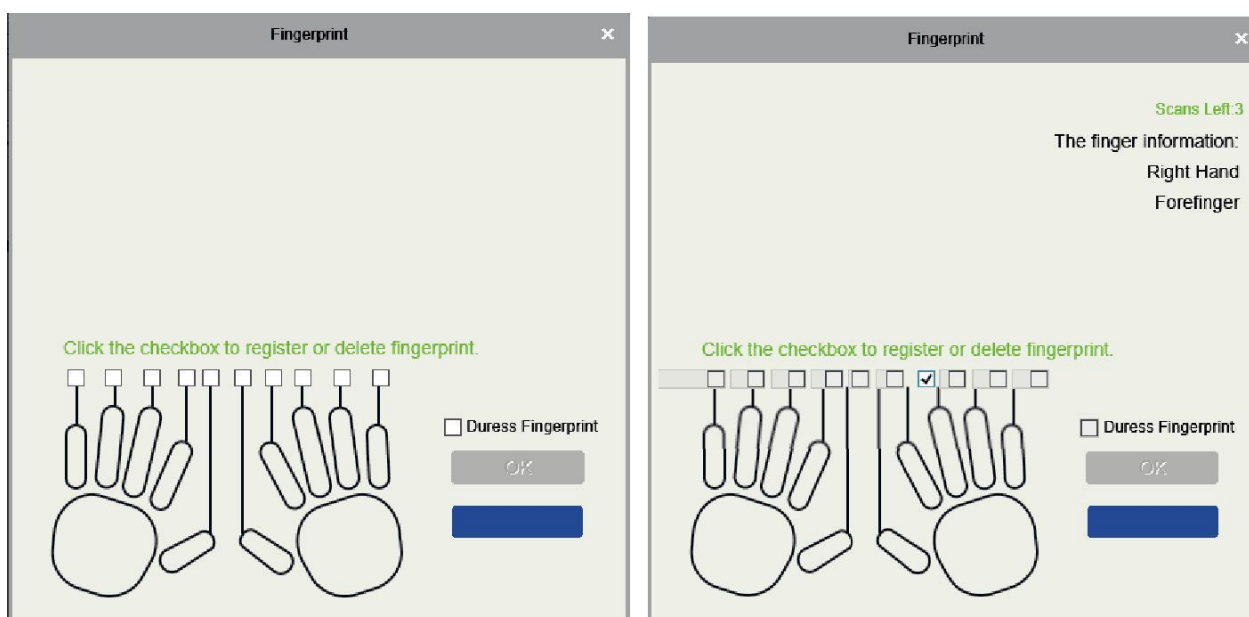 Fingerprint
Click the checkbox to register or delete fingerprint.
Duress Fingerprint
OK
Fingerprint
Scans Left:3
The finger information:
Right Hand
Forefinger
Click the checkbox to register or delete fingerprint.
Duress Fingerprint
OK